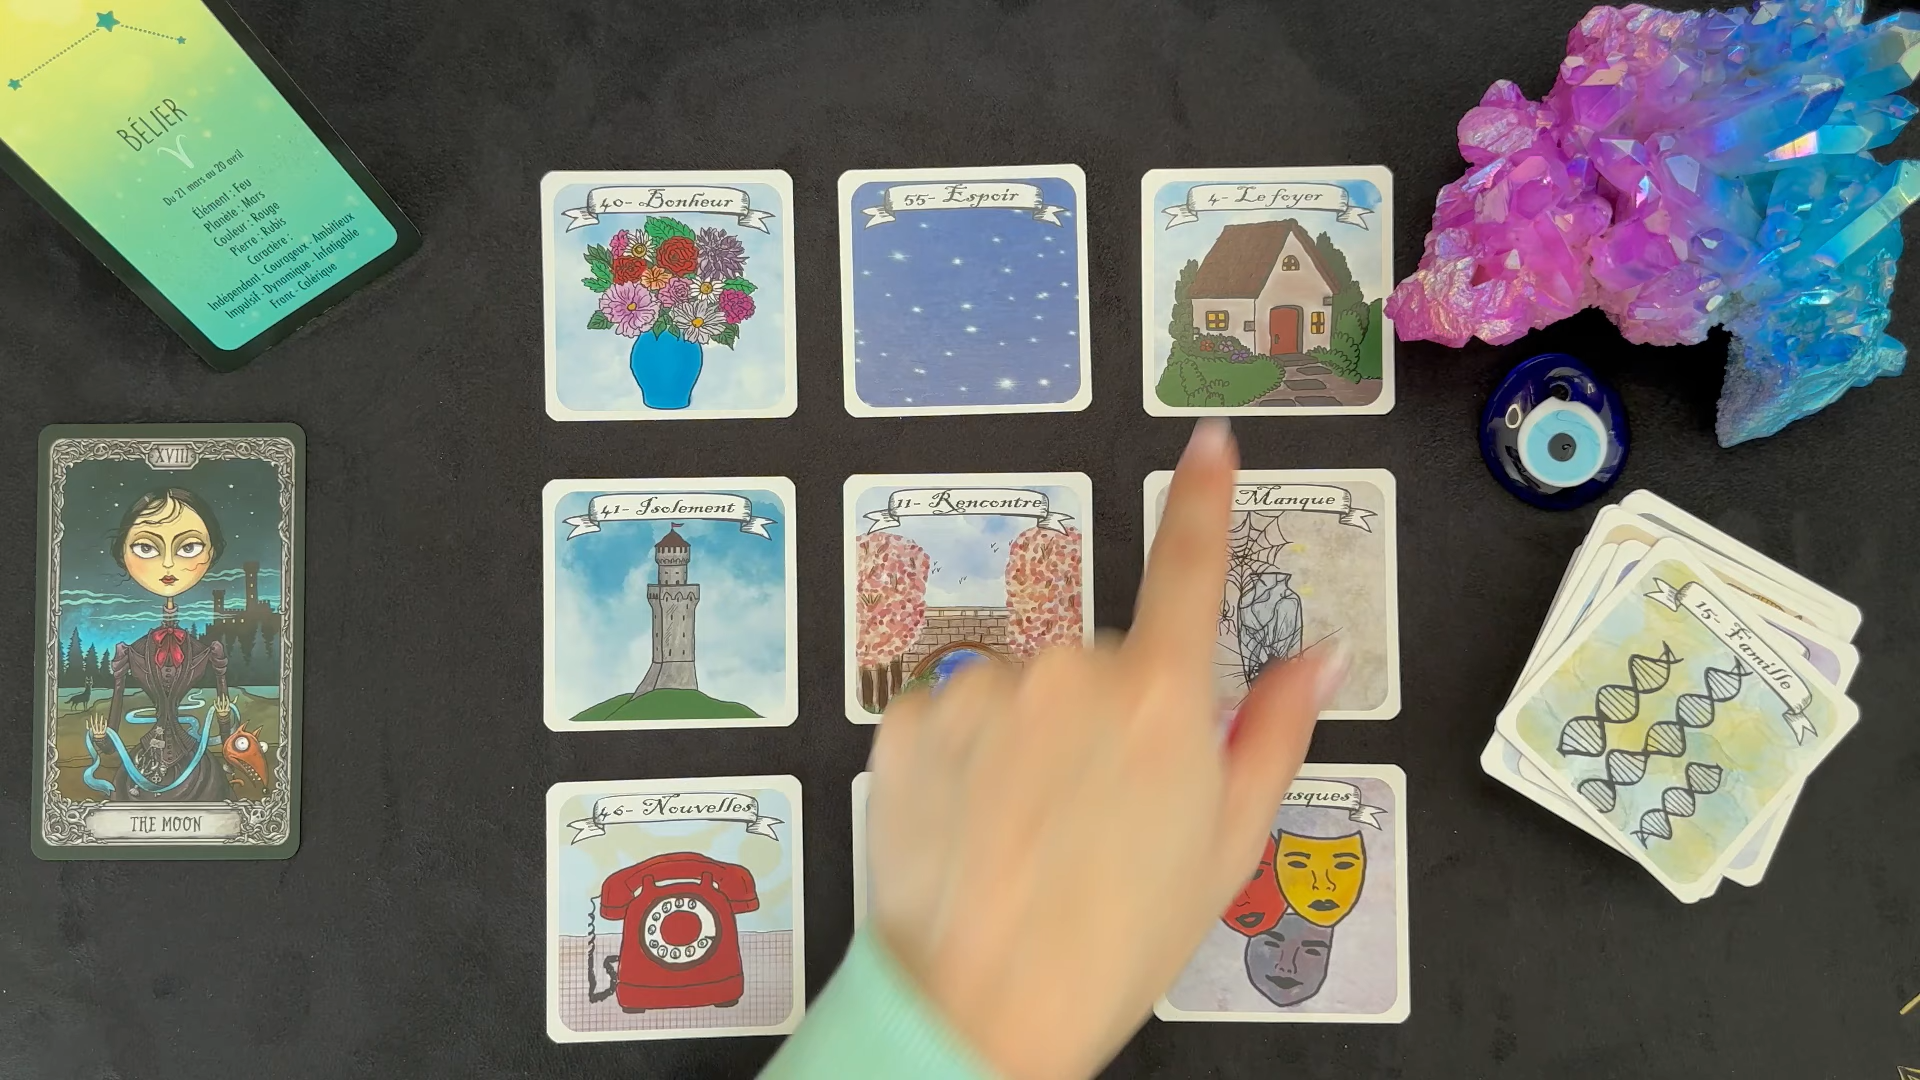 BÉLIER
Du 21 mars au 20 avril
Élément : Feu
Planète : Mars
Couleur : Rouge
Pierre : Rubis
Caractère :
Indépendant - Courageux - Ambitieux
Impulsif - Dynamique - Infatigable
Franc - Colérique
40- Bonheur
55- Espoir
4- Le foyer
XVIII
THE MOON
41- Isolement
11- Rencontre
Manque
15- Famille
46- Nouvelles
asques